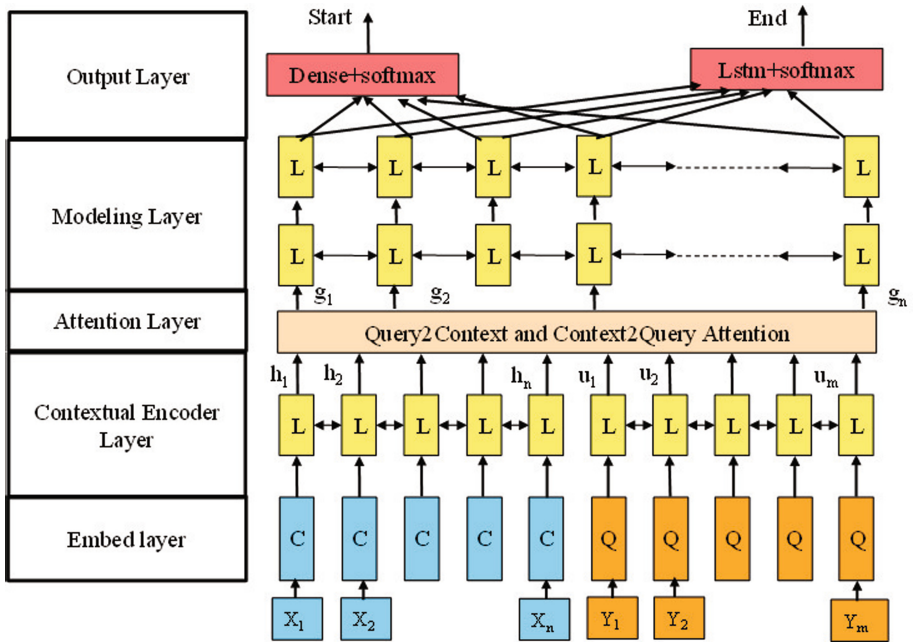 Start
End
Output Layer
Dense+softmax
Lstm+softmax
L L L L L
Modeling Layer
L L L L L
g1 g2 gn
Attention Layer
Query2Context and Context2Query Attention
h1 h2 hn u1 u2 um
Contextual Encoder
Layer
L L L L L L L L L L
Embed layer
C C C C C Q Q Q Q Q
X1 X2 Xn Y1 Y2 Ym